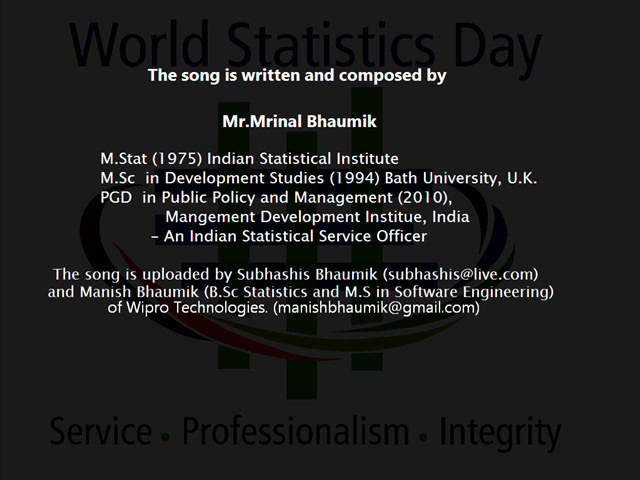 World Statistics Day
The song is written and composed by
Mr.Mrinal Bhaumik
M.Stat (1975) Indian Statistical Institute
M.Sc in Development Studies (1994) Bath University, U.K.
PGD in Public Policy and Management (2010),
Mangement Development Institue, India
– An Indian Statistical Service Officer
The song is uploaded by Subhashis Bhaumik (subhashis@live.com)
and Manish Bhaumik (B.Sc Statistics and M.S in Software Engineering)
of Wipro Technologies. (manishbhaumik@gmail.com)
Service • Professionalism • Integrity